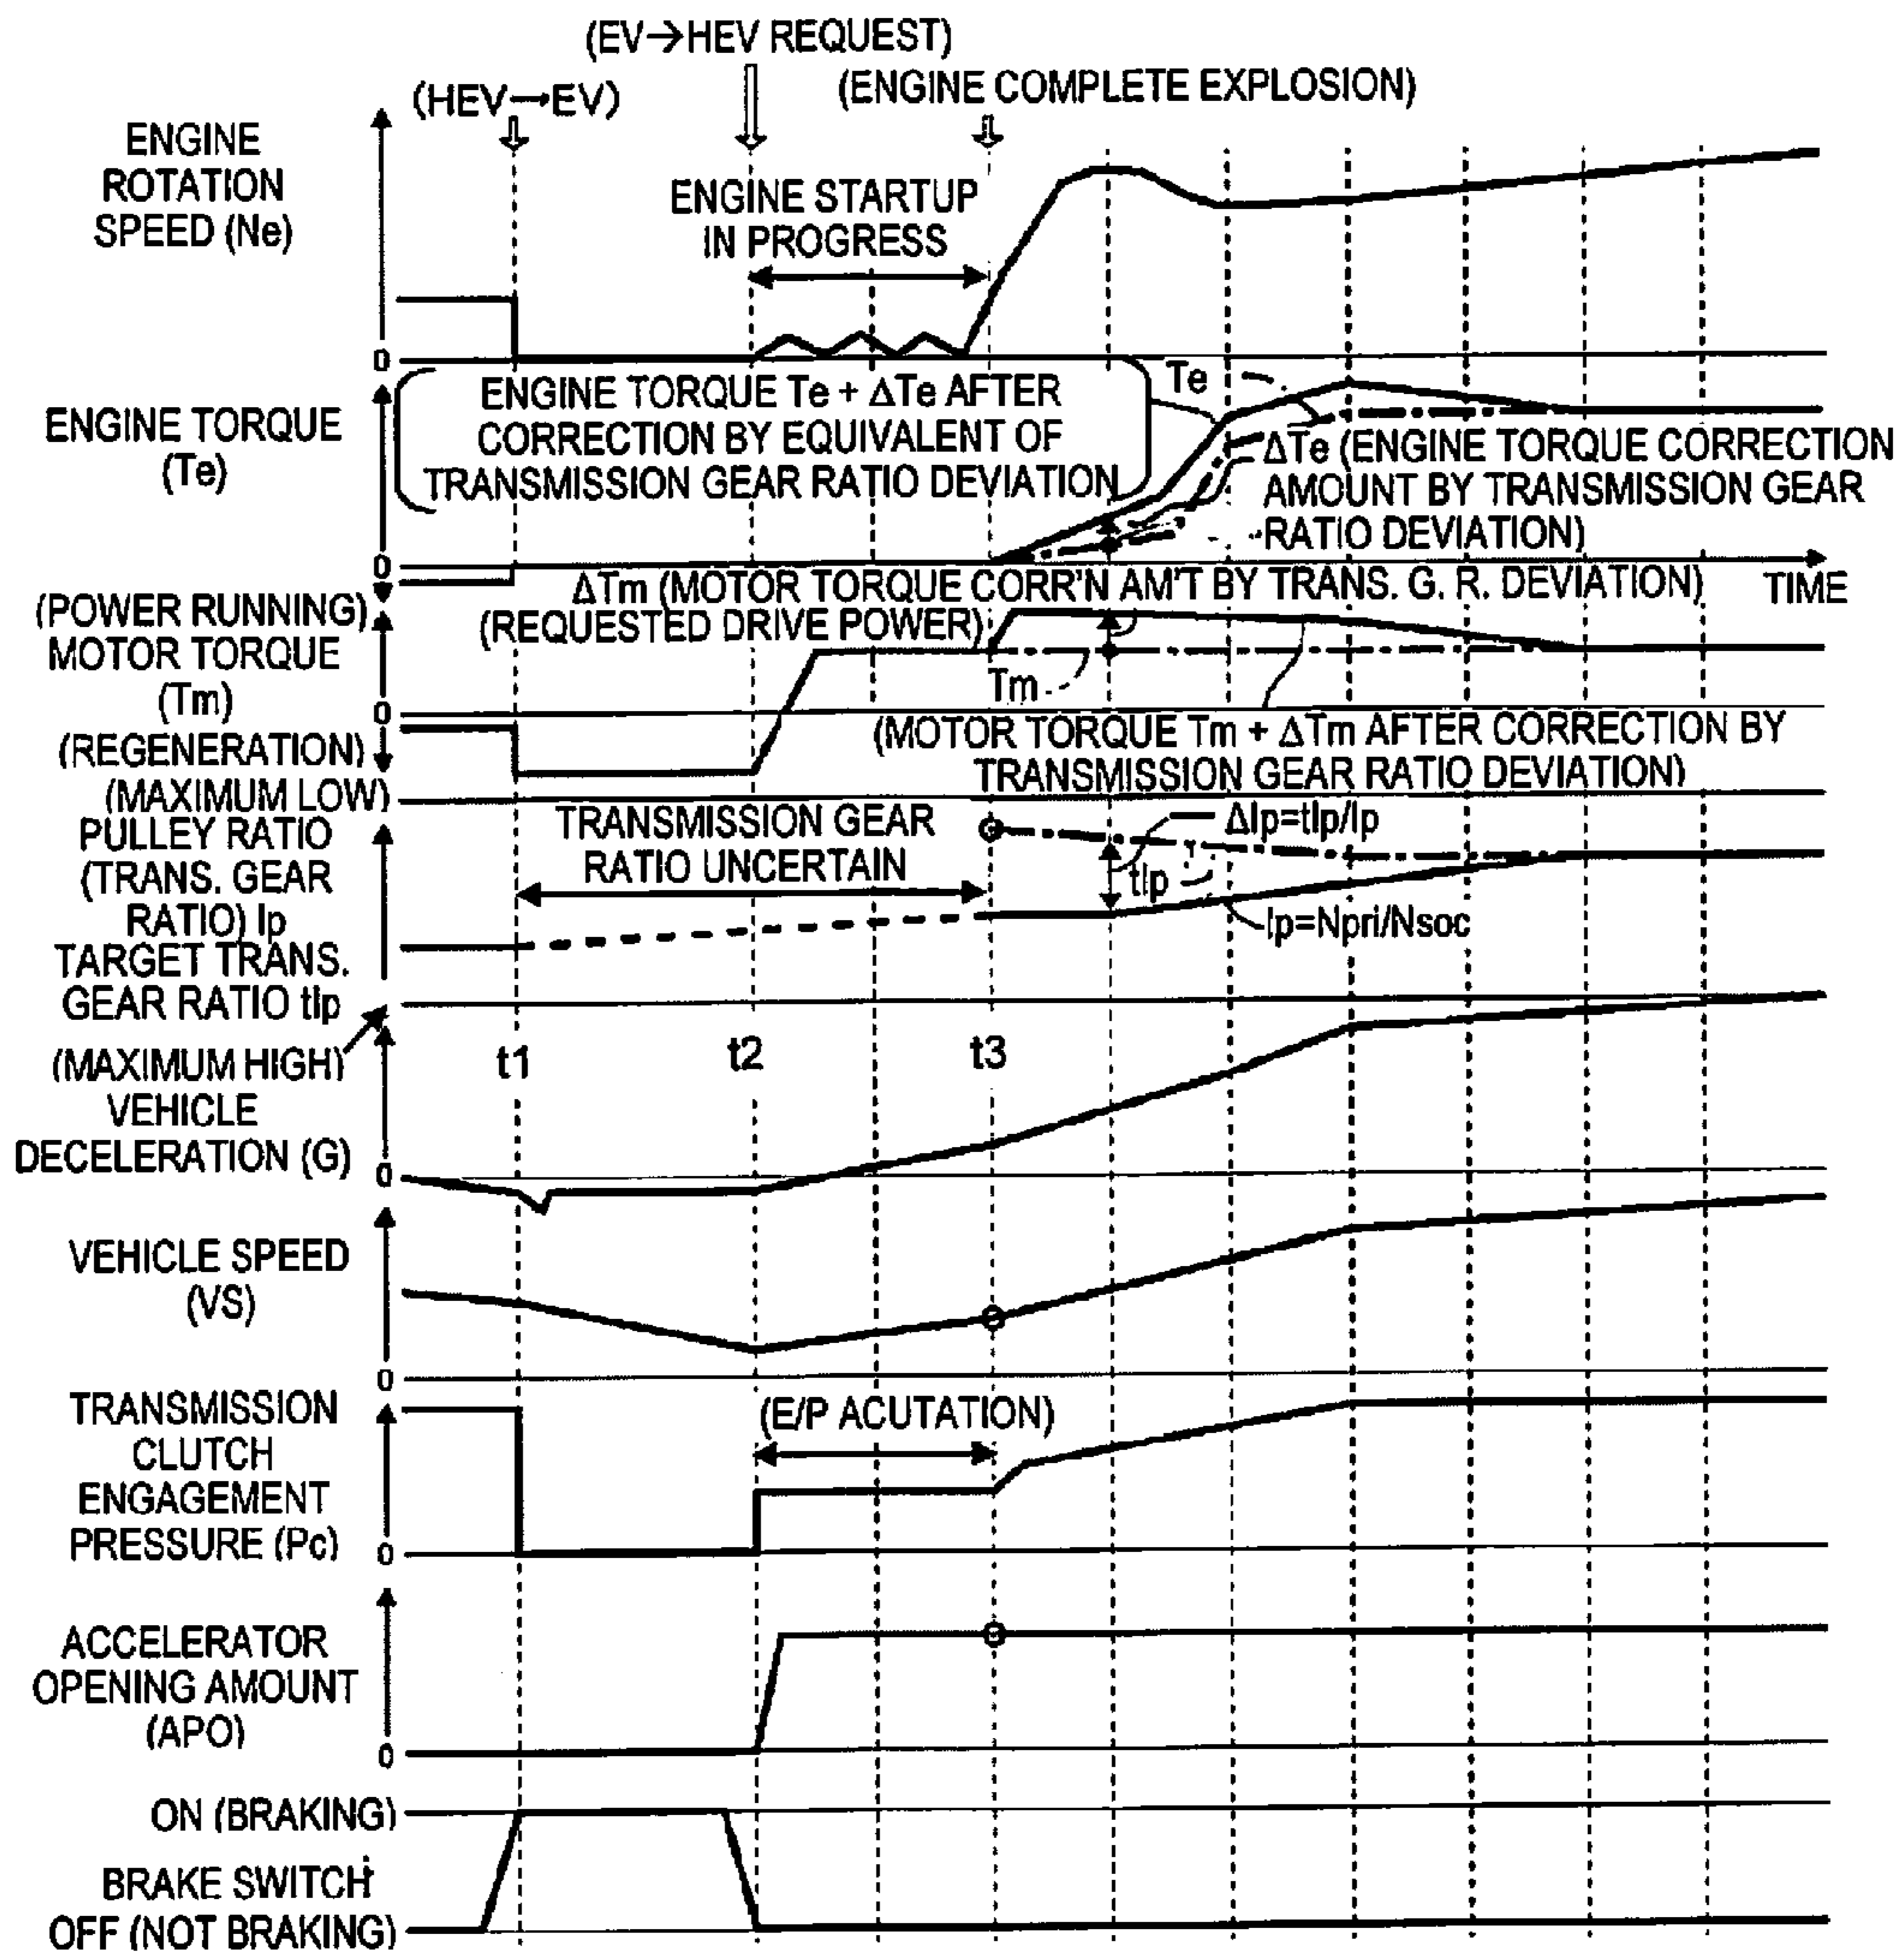 (EV→HEV REQUEST)
(HEV→EV)
(ENGINE COMPLETE EXPLOSION)
ENGINE
ROTATION
SPEED (Ne)
ENGINE STARTUP
IN PROGRESS
0
ENGINE TORQUE
(Te)
ENGINE TORQUE Te + ΔTe AFTER
CORRECTION BY EQUIVALENT OF
TRANSMISSION GEAR RATIO DEVIATION
Te
ΔTe (ENGINE TORQUE CORRECTION
AMOUNT BY TRANSMISSION GEAR
RATIO DEVIATION)
0
TIME
ΔTm (MOTOR TORQUE CORR'N AM'T BY TRANS. G. R. DEVIATION)
(POWER RUNNING)
MOTOR TORQUE
(Tm)
(REQUESTED DRIVE POWER)
Tm
0
(REGENERATION)
(MOTOR TORQUE Tm + ΔTm AFTER CORRECTION BY
TRANSMISSION GEAR RATIO DEVIATION)
(MAXIMUM LOW)
PULLEY RATIO
(TRANS. GEAR
RATIO) Ip
TARGET TRANS.
GEAR RATIO tIp
TRANSMISSION GEAR
RATIO UNCERTAIN
ΔIp=tIp/Ip
tIp
Ip=Npri/Nsoc
(MAXIMUM HIGH)
t1
t2
t3
VEHICLE
DECELERATION (G)
0
VEHICLE SPEED
(VS)
0
TRANSMISSION
CLUTCH
ENGAGEMENT
PRESSURE (Pc)
(E/P ACUTATION)
0
ACCELERATOR
OPENING AMOUNT
(APO)
0
ON (BRAKING)
BRAKE SWITCH
OFF (NOT BRAKING)